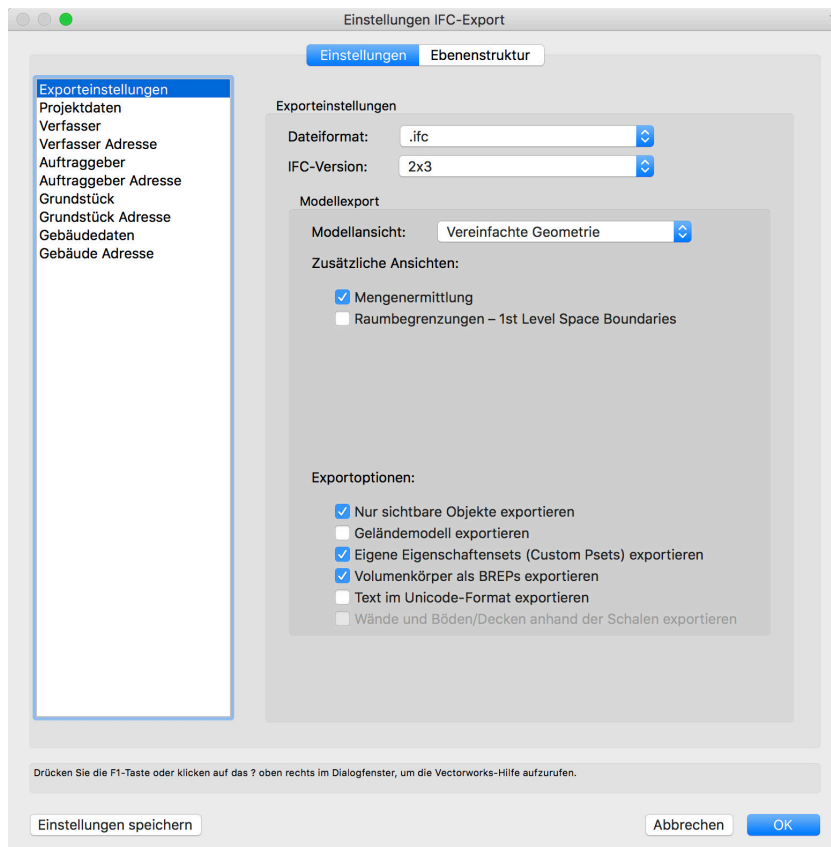 Einstellungen IFC-Export
Einstellungen Ebenenstruktur
Exporteinstellungen
Projektdaten
Verfasser
Verfasser Adresse
Auftraggeber
Auftraggeber Adresse
Grundstück
Grundstück Adresse
Gebäudedaten
Gebäude Adresse
Exporteinstellungen
Dateiformat: .ifc
IFC-Version: 2x3
Modellexport
Modellansicht: Vereinfachte Geometrie
Zusätzliche Ansichten:
Mengenermittlung
Raumbegrenzungen – 1st Level Space Boundaries
Exportoptionen:
Nur sichtbare Objekte exportieren
Geländemodell exportieren
Eigene Eigenschaftensets (Custom Psets) exportieren
Volumenkörper als BREPs exportieren
Text im Unicode-Format exportieren
Wände und Böden/Decken anhand der Schalen exportieren
Drücken Sie die F1-Taste oder klicken auf das ? oben rechts im Dialogfenster, um die Vectorworks-Hilfe aufzurufen.
Einstellungen speichern Abbrechen OK